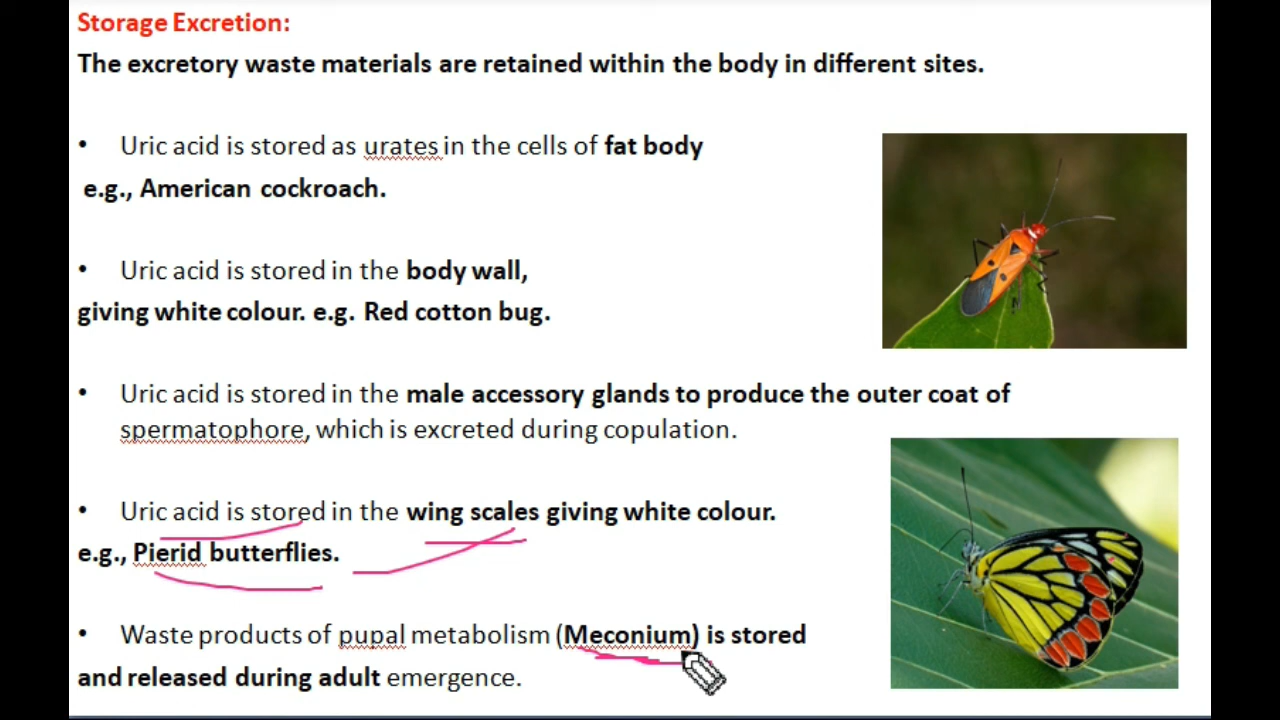 Storage Excretion:
The excretory waste materials are retained within the body in different sites.
• Uric acid is stored as urates in the cells of fat body
e.g., American cockroach.
• Uric acid is stored in the body wall,
giving white colour. e.g. Red cotton bug.
• Uric acid is stored in the male accessory glands to produce the outer coat of
spermatophore, which is excreted during copulation.
• Uric acid is stored in the wing scales giving white colour.
e.g., Pierid butterflies.
• Waste products of pupal metabolism (Meconium) is stored
and released during adult emergence.